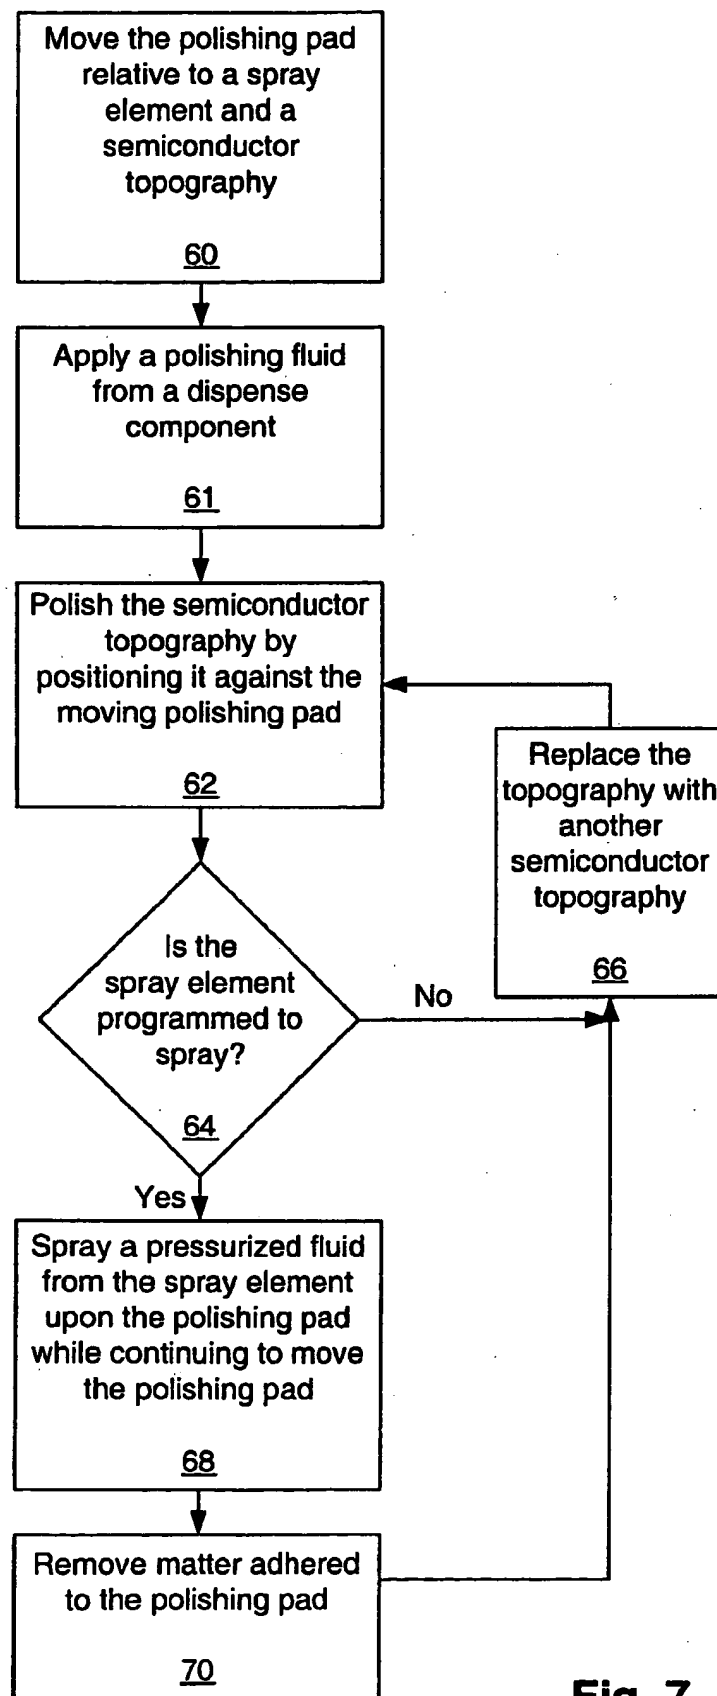 Move the polishing pad
relative to a spray
element and a
semiconductor
topography
60
Apply a polishing fluid
from a dispense
component
61
Polish the semiconductor
topography by
positioning it against the
moving polishing pad
62
Replace the
topography with
another
semiconductor
topography
66
Is the
spray element
programmed to
spray?
64
No
Yes
Spray a pressurized fluid
from the spray element
upon the polishing pad
while continuing to move
the polishing pad
68
Remove matter adhered
to the polishing pad
70
Fig. 7